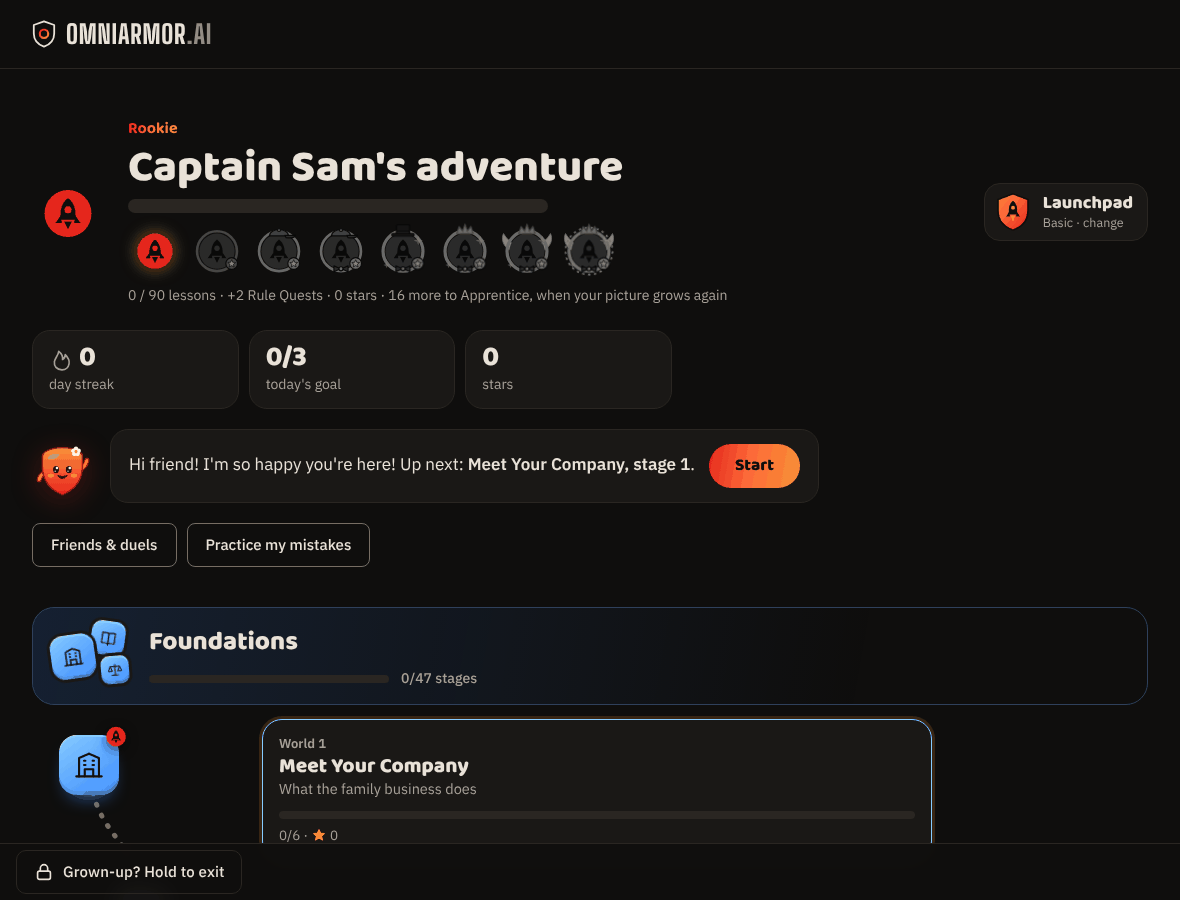 OMNIARMOR.AI
Rookie
Captain Sam's adventure
Launchpad
Basic · change
0 / 90 lessons · +2 Rule Quests · 0 stars · 16 more to Apprentice, when your picture grows again
0
day streak
0/3
today's goal
0
stars
Hi friend! I'm so happy you're here! Up next: Meet Your Company, stage 1.
Start
Friends & duels
Practice my mistakes
Foundations
0/47 stages
World 1
Meet Your Company
What the family business does
0/6 · 0
Grown-up? Hold to exit